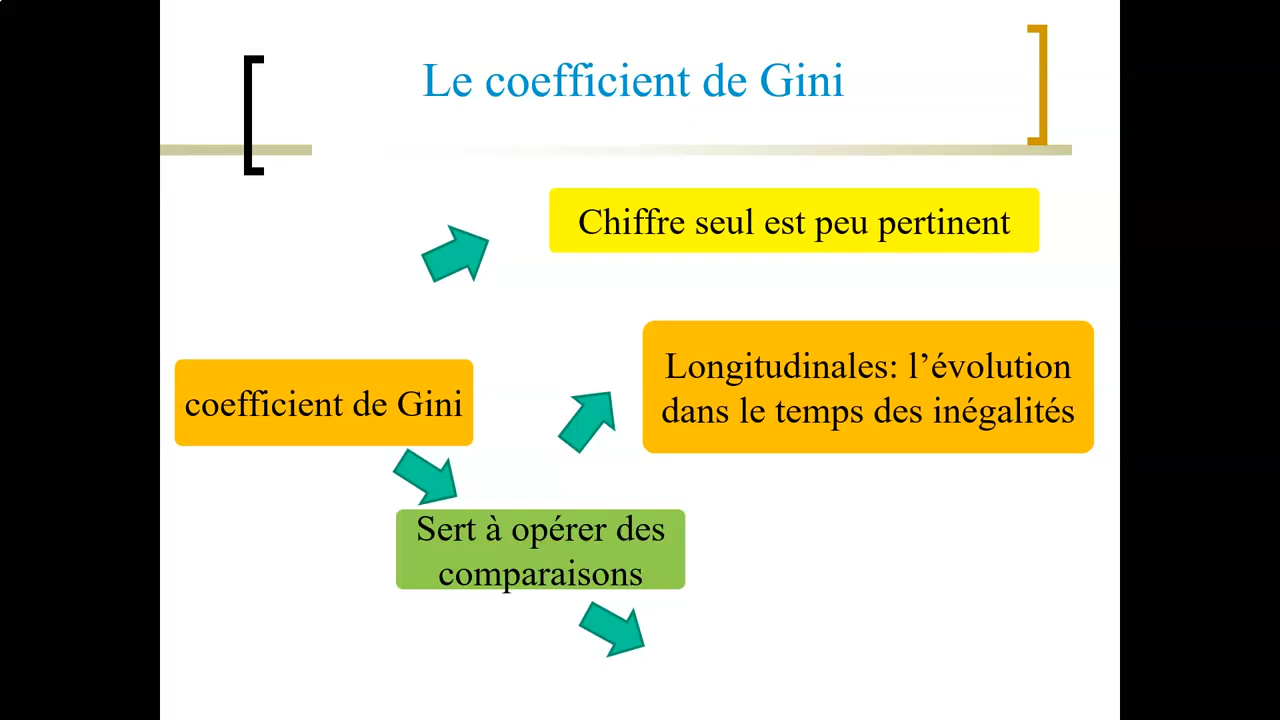 Le coefficient de Gini
Chiffre seul est peu pertinent
Longitudinales: l’évolution
dans le temps des inégalités
coefficient de Gini
Sert à opérer des
comparaisons